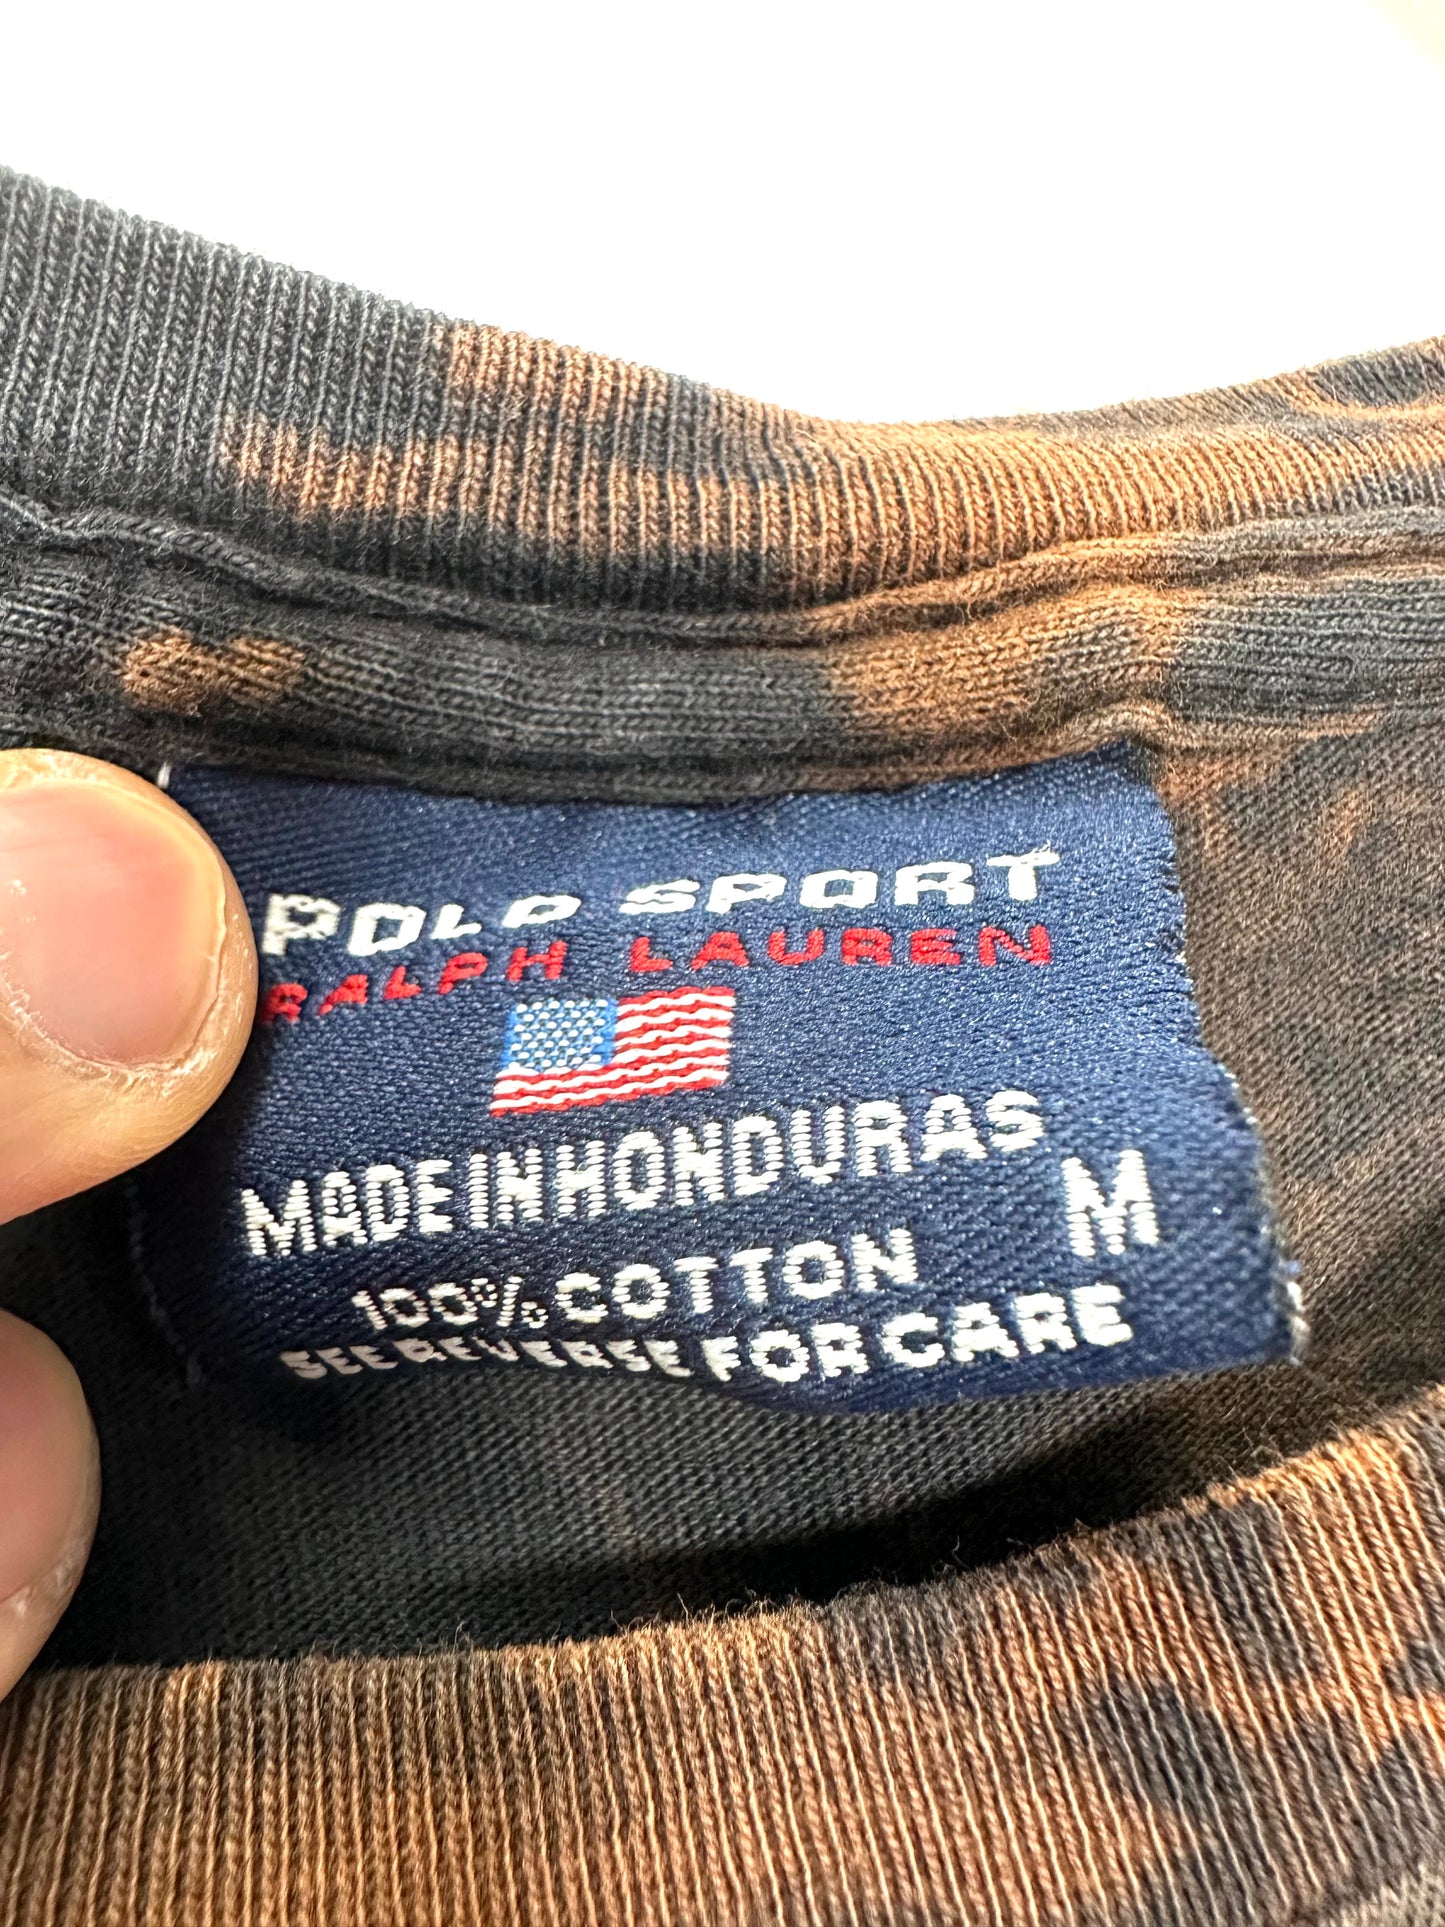 POLO SPORT
RALPH LAUREN
MADE IN HONDURAS
M
100% COTTON
SEE REVERSE FOR CARE